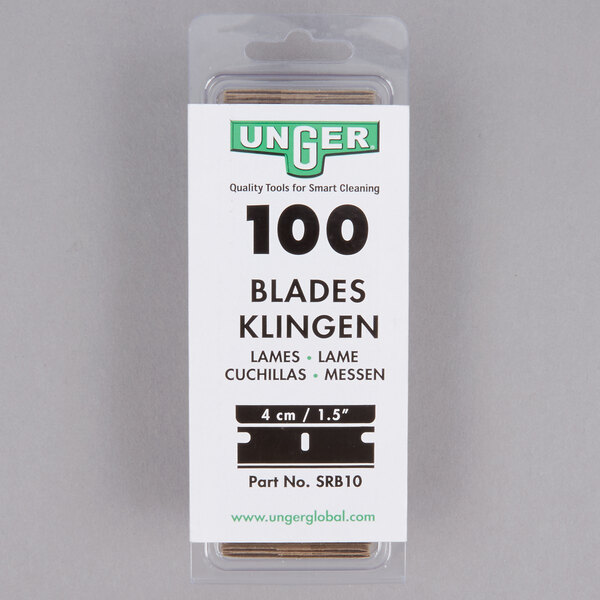 UNGER
Quality Tools for Smart Cleaning
100
BLADES
KLINGEN
LAMES • LAME
CUCHILLAS • MESSEN
4 cm / 1.5”
Part No. SRB10
www.ungerglobal.com